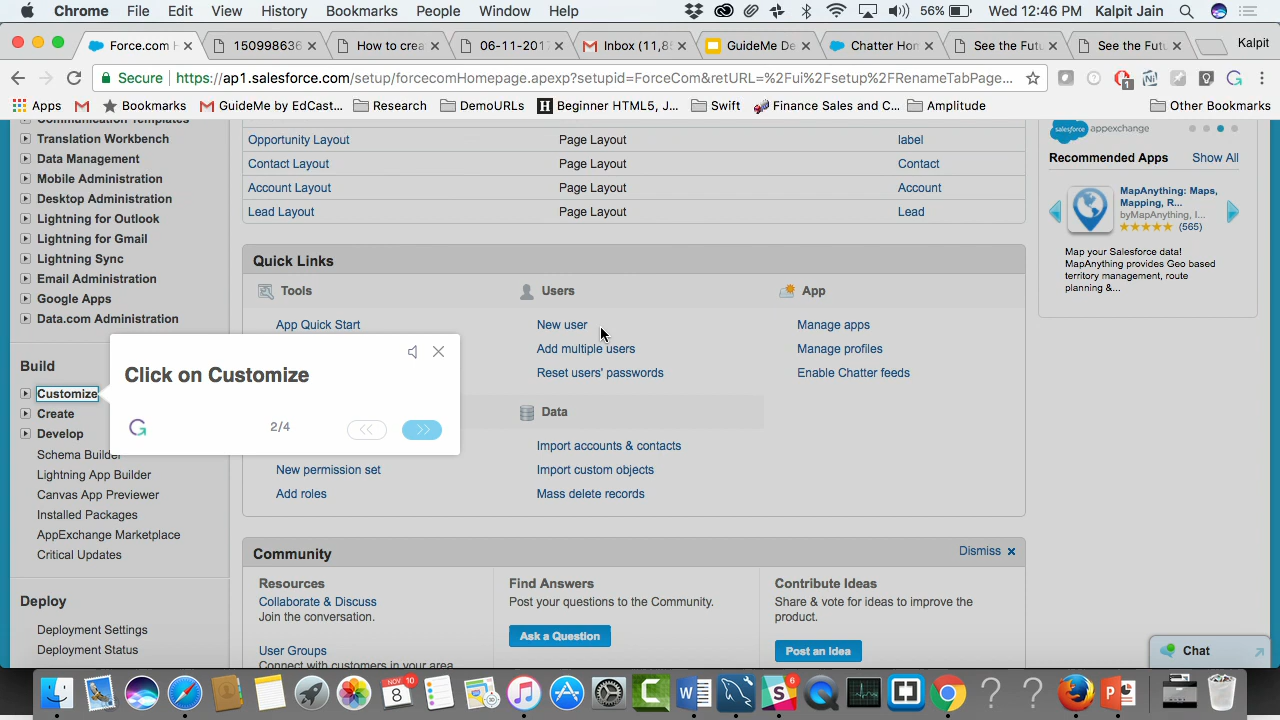 Chrome File Edit View History Bookmarks People Window Help 56% Wed 12:46 PM Kalpit Jain
Force.com H 150998636 How to crea 06-11-2017 Inbox (11,8 GuideMe D Chatter Hom See the Futu See the Futu Kalpit
Secure https://ap1.salesforce.com/setup/forcecomHomepage.apexp?setupid=ForceCom&retURL=%2Fui%2Fsetup%2FRenameTabPage... 1
Apps Bookmarks GuideMe by EdCast... Research DemoURLs Beginner HTML5, J... Stift Finance Sales and C... Amplitude Other Bookmarks
Communication Templates
Translation Workbench
Data Management
Mobile Administration
Desktop Administration
Lightning for Outlook
Lightning for Gmail
Lightning Sync
Email Administration
Google Apps
Data.com Administration
Build
Customize
Create
Develop
Schema Builder
Lightning App Builder
Canvas App Previewer
Installed Packages
AppExchange Marketplace
Critical Updates
Deploy
Deployment Settings
Deployment Status
Click on Customize
2/4
<< >>
Opportunity Layout Page Layout label
Contact Layout Page Layout Contact
Account Layout Page Layout Account
Lead Layout Page Layout Lead
Quick Links
Tools
App Quick Start
New permission set
Add roles
Users
New user
Add multiple users
Reset users' passwords
Data
Import accounts & contacts
Import custom objects
Mass delete records
App
Manage apps
Manage profiles
Enable Chatter feeds
Community Dismiss
Resources
Collaborate & Discuss
Join the conversation.
User Groups
Connect with customers in your area
Find Answers
Post your questions to the Community.
Ask a Question
Contribute Ideas
Share & vote for ideas to improve the
product.
Post an Idea
salesforce appexchange
Recommended Apps Show All
MapAnything: Maps,
Mapping, R...
byMapAnything, I...
(565)
Map your Salesforce data!
MapAnything provides Geo based
territory management, route
planning &...
Chat
NOV 8
10
6